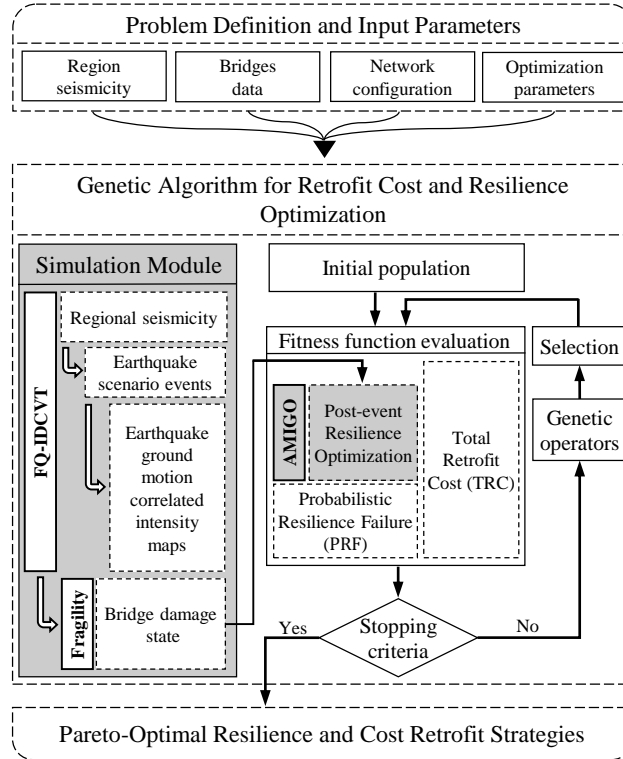 Problem Definition and Input Parameters
Region
seismicity
Bridges
data
Network
configuration
Optimization
parameters
Genetic Algorithm for Retrofit Cost and Resilience
Optimization
Simulation Module
FQ-IDCVT
Regional seismicity
Earthquake
scenario events
Earthquake
ground
motion
correlated
intensity
maps
Fragility
Bridge damage
state
Initial population
Fitness function evaluation
AMIGO
Post-event
Resilience
Optimization
Probabilistic
Resilience Failure
(PRF)
Total
Retrofit
Cost (TRC)
Selection
Genetic
operators
Stopping
criteria
Yes
No
Pareto-Optimal Resilience and Cost Retrofit Strategies